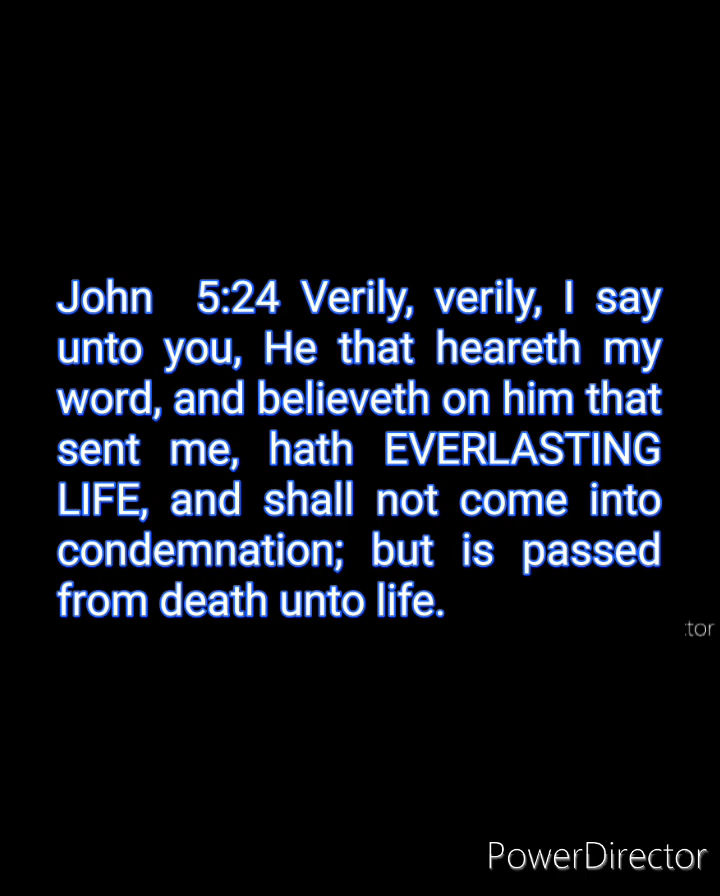 John 5:24 Verily, verily, I say
unto you, He that heareth my
word, and believeth on him that
sent me, hath EVERLASTING
LIFE, and shall not come into
condemnation; but is passed
from death unto life.
tor
PowerDirector